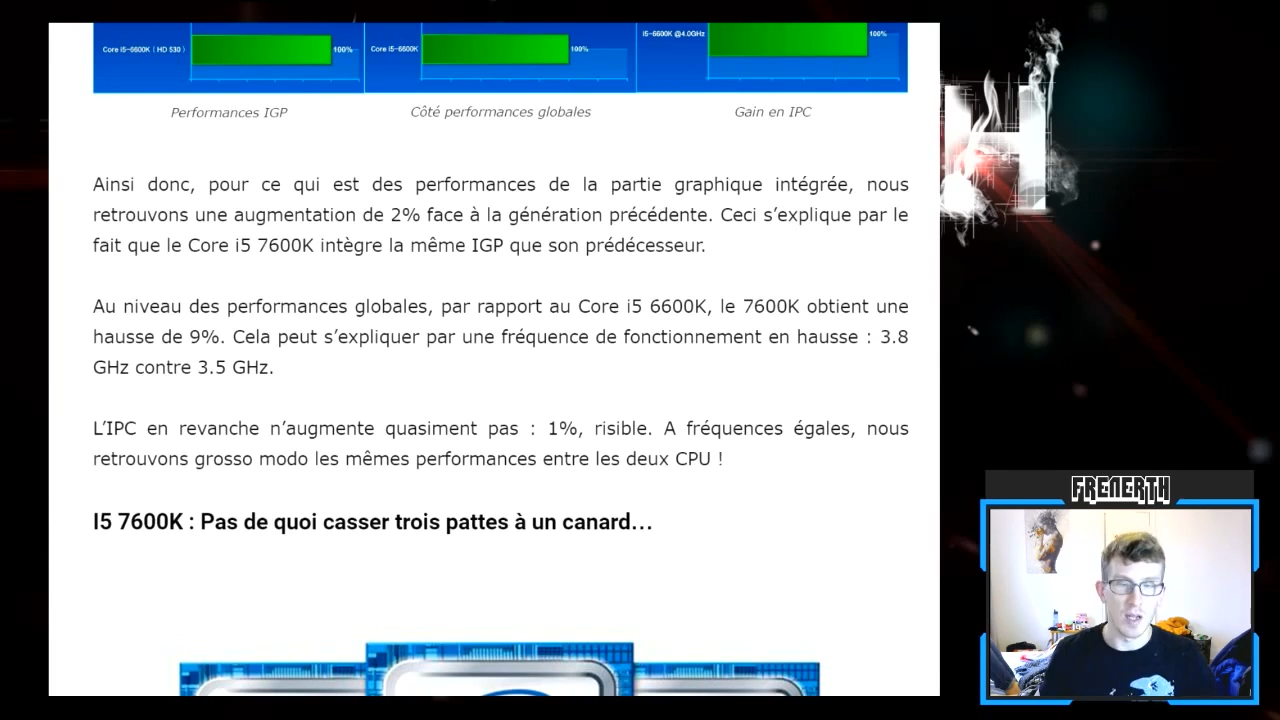 Core i5-6600K ( HD 530 )
100%
Core i5-6600K
100%
i5-6600K @4.0GHz
100%
Performances IGP
Côté performances globales
Gain en IPC
Ainsi donc, pour ce qui est des performances de la partie graphique intégrée, nous
retrouvons une augmentation de 2% face à la génération précédente. Ceci s’explique par le
fait que le Core i5 7600K intègre la même IGP que son prédécesseur.
Au niveau des performances globales, par rapport au Core i5 6600K, le 7600K obtient une
hausse de 9%. Cela peut s’expliquer par une fréquence de fonctionnement en hausse : 3.8
GHz contre 3.5 GHz.
L’IPC en revanche n’augmente quasiment pas : 1%, risible. A fréquences égales, nous
retrouvons grosso modo les mêmes performances entre les deux CPU !
I5 7600K : Pas de quoi casser trois pattes à un canard…
FRENERTH